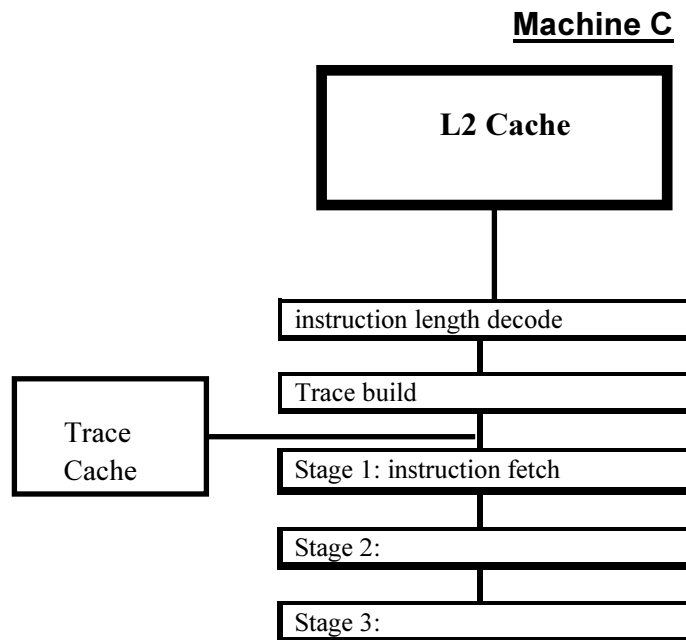 Machine C
L2 Cache
instruction length decode
Trace build
Trace
Cache
Stage 1: instruction fetch
Stage 2:
Stage 3: